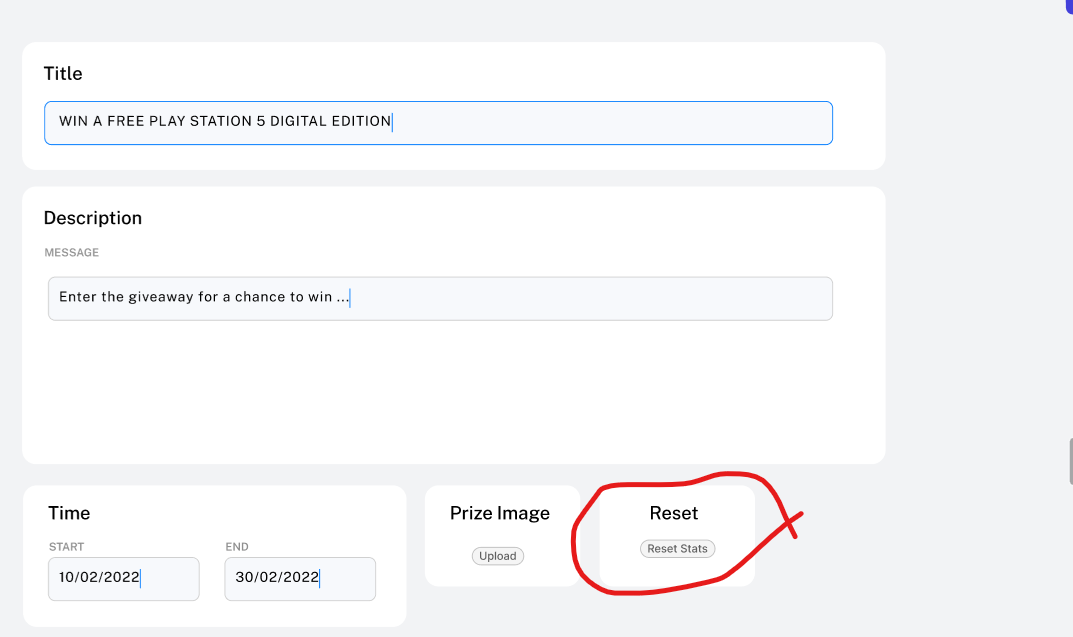 Title
WIN A FREE PLAY STATION 5 DIGITAL EDITION
Description
MESSAGE
Enter the giveaway for a chance to win ...
Time
START
END
10/02/2022
30/02/2022
Prize Image
Upload
Reset
Reset Stats